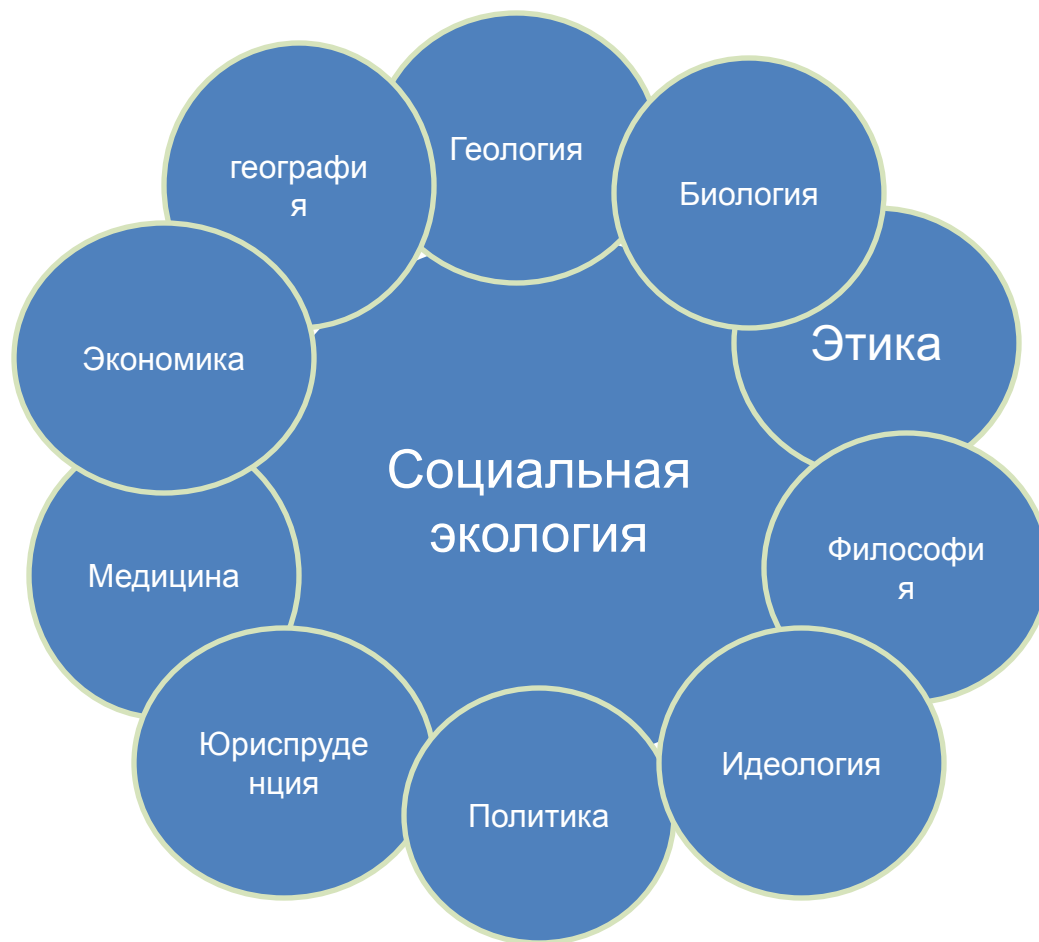 Геология
географи
я
Биология
Этика
Экономика
Социальная
экология
Философи
я
Медицина
Юриспруде
нция
Идеология
Политика